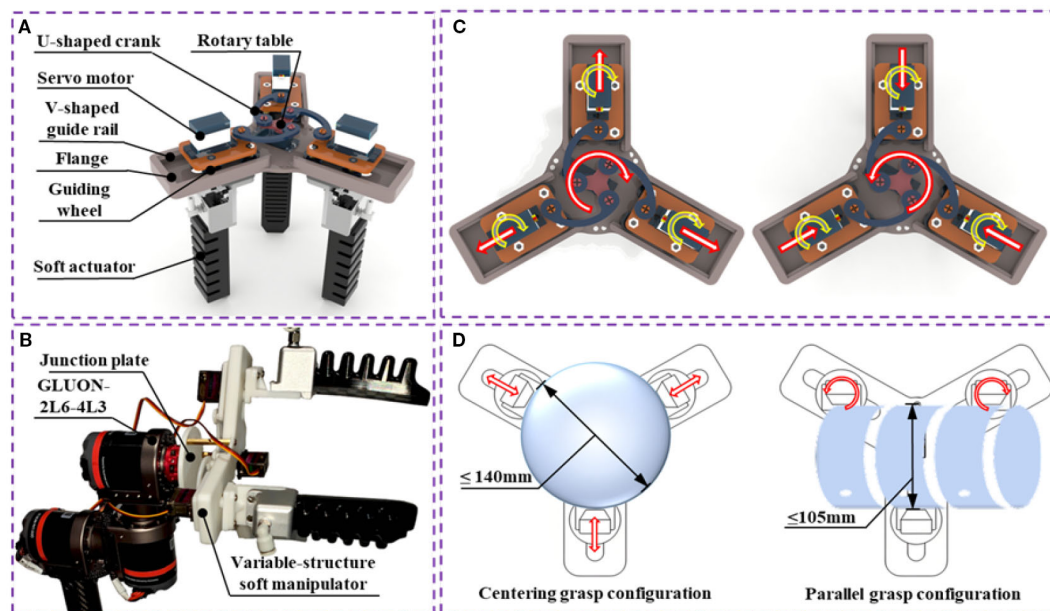 A
U-shaped crank
Rotary table
Servo motor
V-shaped
guide rail
Flange
Guiding
wheel
Soft actuator
B
Junction plate
GLUON-
2L6-4L3
Variable-structure
soft manipulator
C
D
≤ 140mm
≤105mm
Centering grasp configuration
Parallel grasp configuration